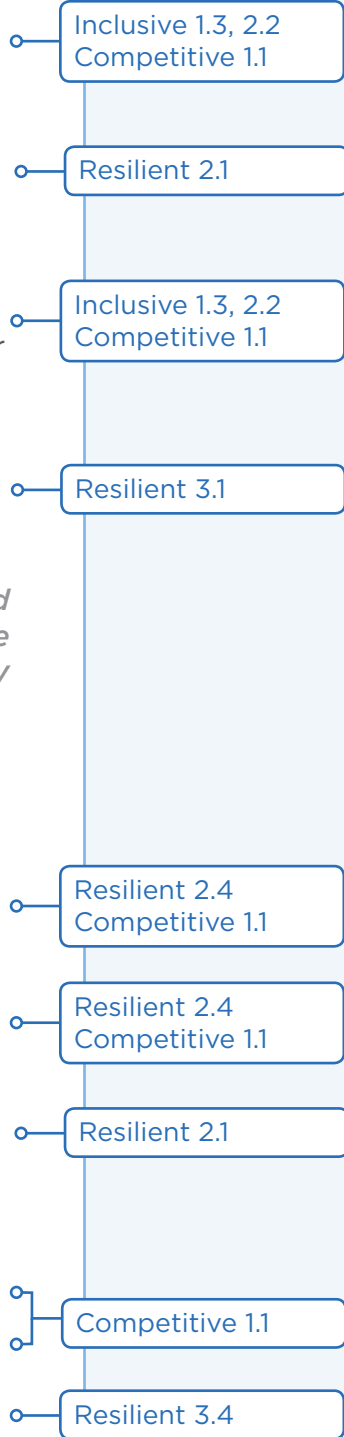 Inclusive 1.3, 2.2
Competitive 1.1
Resilient 2.1
Inclusive 1.3, 2.2
Competitive 1.1
Resilient 3.1
Resilient 2.4
Competitive 1.1
Resilient 2.4
Competitive 1.1
Resilient 2.1
Competitive 1.1
Resilient 3.4